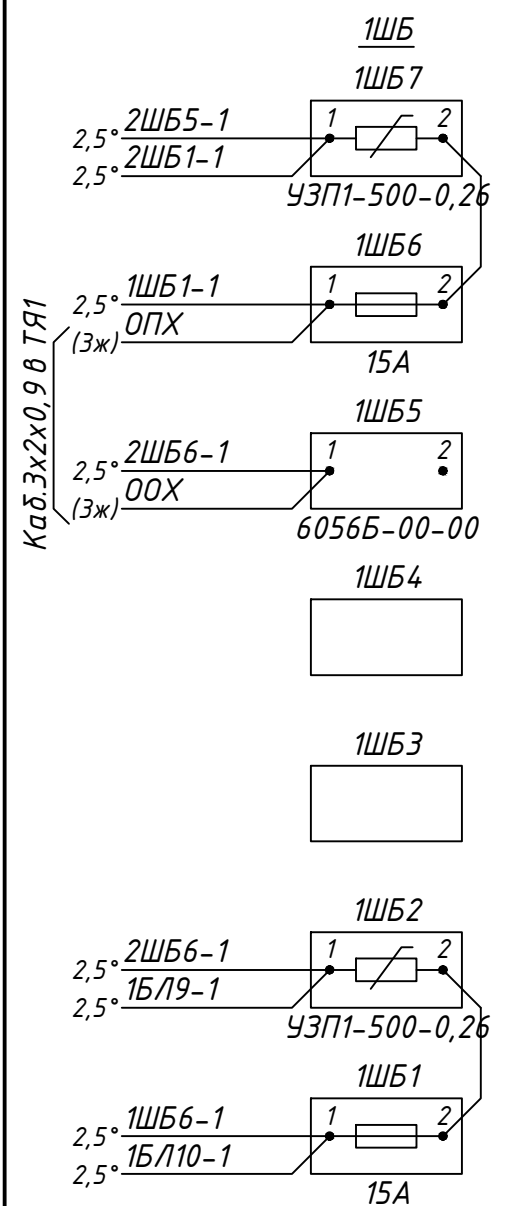 1ШБ
1ШБ7
2ШБ5-1
1 2
2,5°
2ШБ1-1
2,5°
УЗП1-500-0,26
1ШБ6
1ШБ1-1
1 2
2,5°
ОПХ
(3ж)
15А
Каб.3х2х0,9 в ТЯ1
1ШБ5
2ШБ6-1
1 2
2,5°
ООХ
(3ж)
6056Б-00-00
1ШБ4
1ШБ3
1ШБ2
2ШБ6-1
1 2
2,5°
1БЛ9-1
2,5°
УЗП1-500-0,26
1ШБ1
1ШБ6-1
1 2
2,5°
1БЛ10-1
2,5°
15А